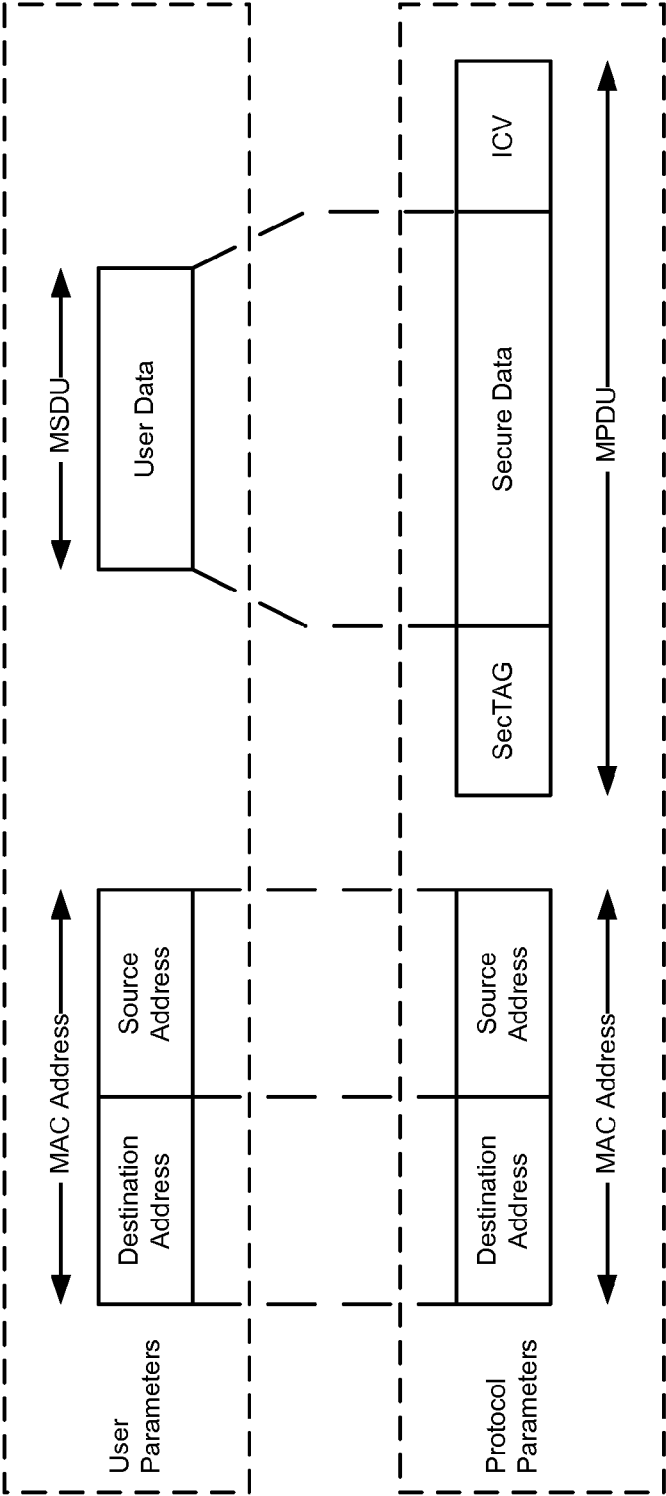 MAC Address
MSDU
User
Parameters
Destination
Address
Source
Address
User Data
Protocol
Parameters
Destination
Address
Source
Address
SecTAG
Secure Data
ICV
MAC Address
MPDU